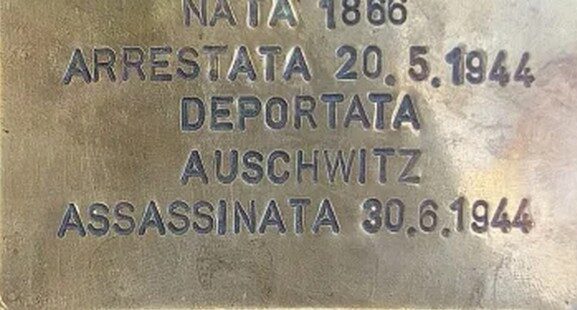 NATA 1866
ARRESTATA 20.5.1944
DEPORTATA
AUSCHWITZ
ASSASSINATA 30.6.1944